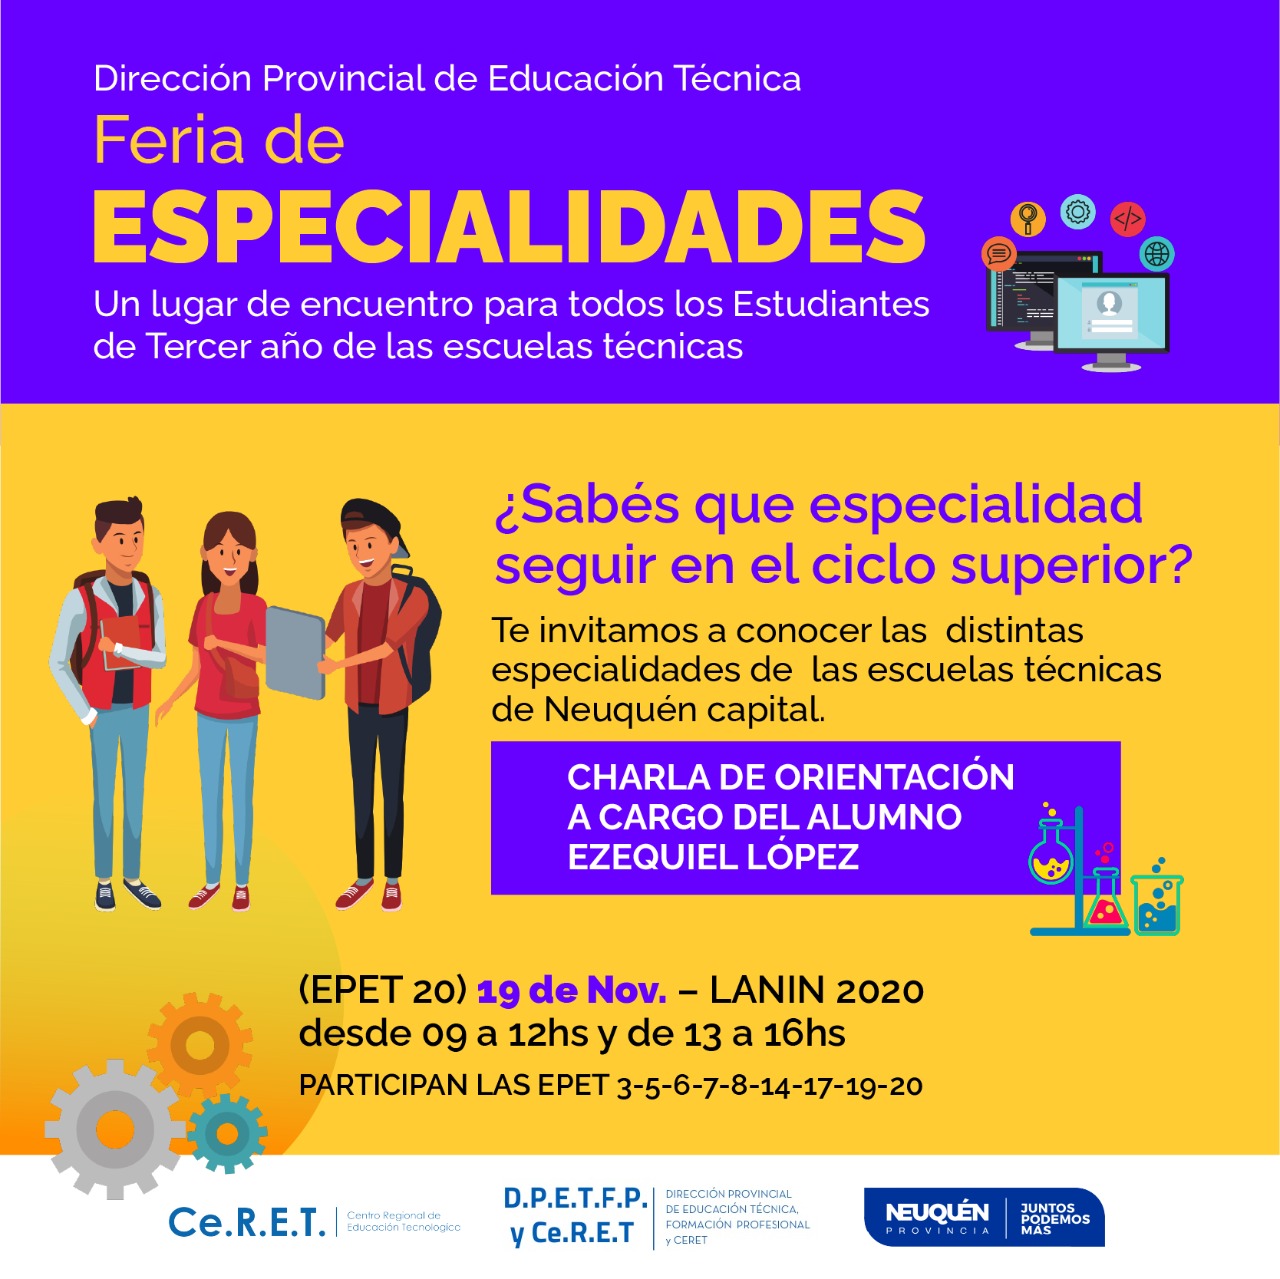 Dirección Provincial de Educación Técnica
Feria de
ESPECIALIDADES
Un lugar de encuentro para todos los Estudiantes
de Tercer año de las escuelas técnicas
¿Sabés que especialidad
seguir en el ciclo superior?
Te invitamos a conocer las distintas
especialidades de las escuelas técnicas
de Neuquén capital.
CHARLA DE ORIENTACIÓN
A CARGO DEL ALUMNO
EZEQUIEL LÓPEZ
(EPET 20) 19 de Nov. – LANIN 2020
desde 09 a 12hs y de 13 a 16hs
PARTICIPAN LAS EPET 3-5-6-7-8-14-17-19-20
Ce.R.E.T.
Centro Regional de
Educación Tecnologico
D.P.E.T.F.P.
y Ce.R.E.T
DIRECCIÓN PROVINCIAL
DE EDUCACIÓN TÉCNICA,
FORMACIÓN PROFESIONAL
y CERET
NEUQUÉN
PROVINCIA
JUNTOS
PODEMOS
MÁS